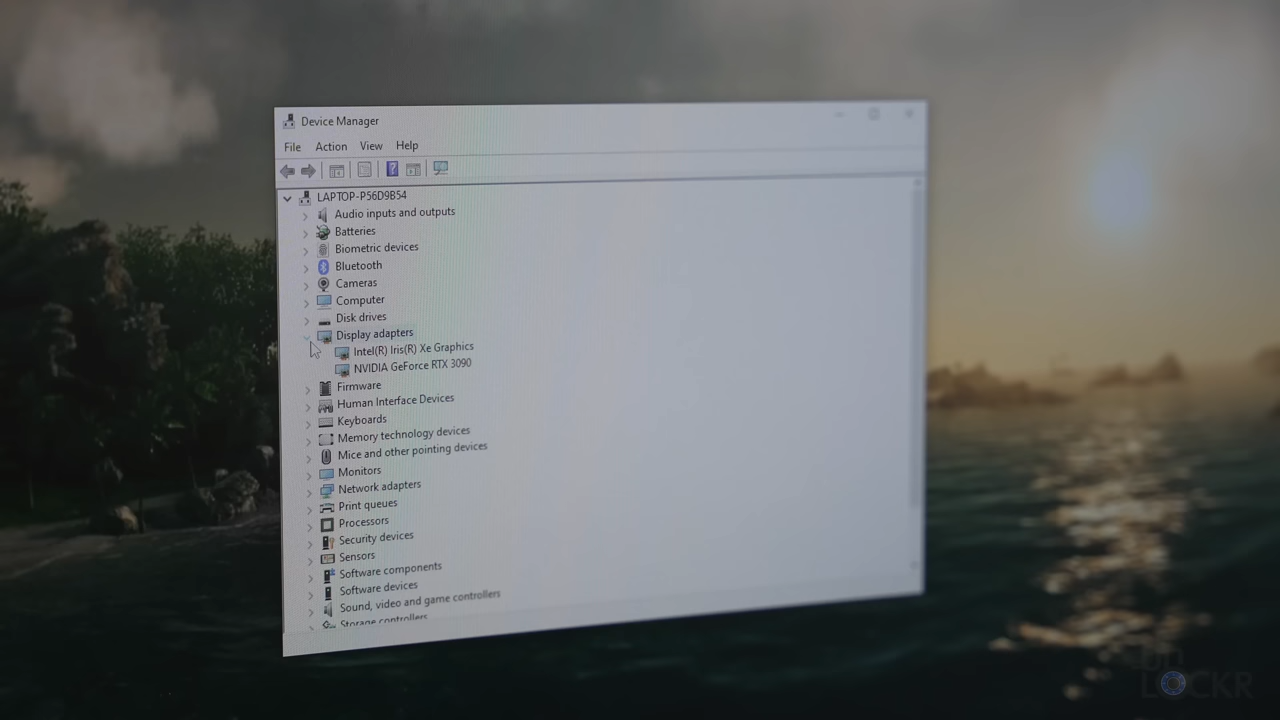 Device Manager
File Action View Help
LAPTOP-P56D9B54
Audio inputs and outputs
Batteries
Biometric devices
Bluetooth
Cameras
Computer
Disk drives
Display adapters
Intel(R) Iris(R) Xe Graphics
NVIDIA GeForce RTX 3090
Firmware
Human Interface Devices
Keyboards
Memory technology devices
Mice and other pointing devices
Monitors
Network adapters
Print queues
Processors
Security devices
Sensors
Software components
Software devices
Sound, video and game controllers
Storage controllers
LOCKR